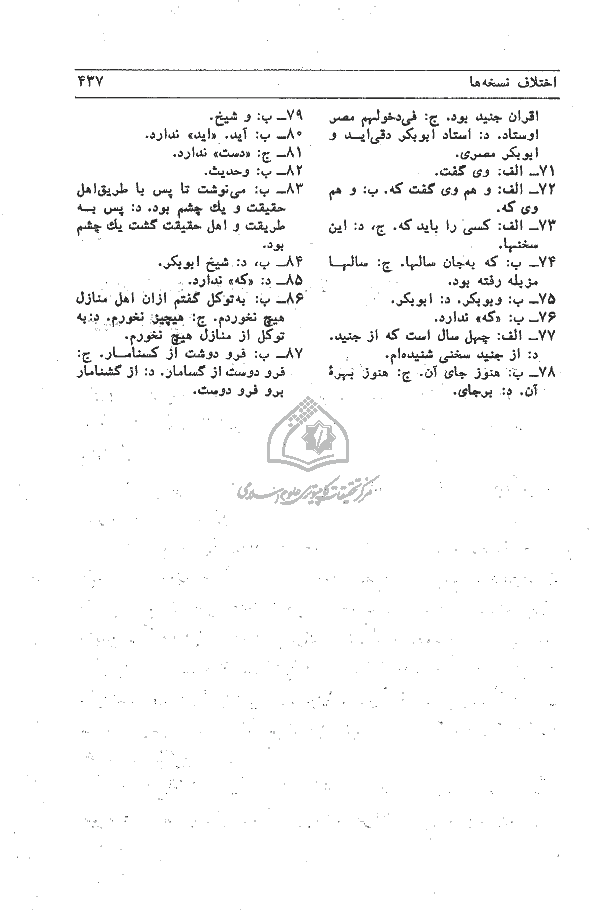 اختلاف نسخه‌ها ۴۳۷
اقران جنید بود. ج: فی‌دخولهم مصر
اوستاد. د: استاد ابوبکر دقی‌ایـد و
ابوبکر مصری.
۷۱ـ الف: وی گفت.
۷۲ـ الف: و هم وی گفت که. ب: و هم
وی که.
۷۳ـ الف: کسی را باید که. ج، د: این
سخنها.
۷۴ـ ب: که به‌جان سالها. ج: سالهـا
مزبله رفته بود.
۷۵ـ ب: وبوبکر. د: ابوبکر.
۷۶ـ ب: «که» ندارد.
۷۷ـ الف: چهل سال است که از جنید.
د: از جنید سخنی شنیده‌ام.
۷۸ـ ب: هنوز جای آن. ج: هنوز بهرهٔ
آن. د: برجای.
۷۹ـ ب: و شیخ.
۸۰ـ ب: آید. «اید» ندارد.
۸۱ـ ج: «دست» ندارد.
۸۲ـ ب: وحدیث.
۸۳ـ ب: می‌نوشت تا پس با طریق‌اهل
حقیقت و یك چشم بود. د: پس بــه
طریقت و اهل حقیقت گشت یك چشم
بود.
۸۴ـ ب، د: شیخ ابوبکر.
۸۵ـ د: «که» ندارد.
۸۶ـ ب: به‌توکل گفتم ازان اهل منازل
هیچ نخوردم. ج: هیچیز نخورم. د:به
توکل از منازل هیچ نخورم.
۸۷ـ ب: فرو دوشت از کسنامـار. ج:
فرو دوست از گسامار. د: از گشنامار
برو فرو دوست.
مرکز تحقیقات کامپیوتری علوم اسلامی